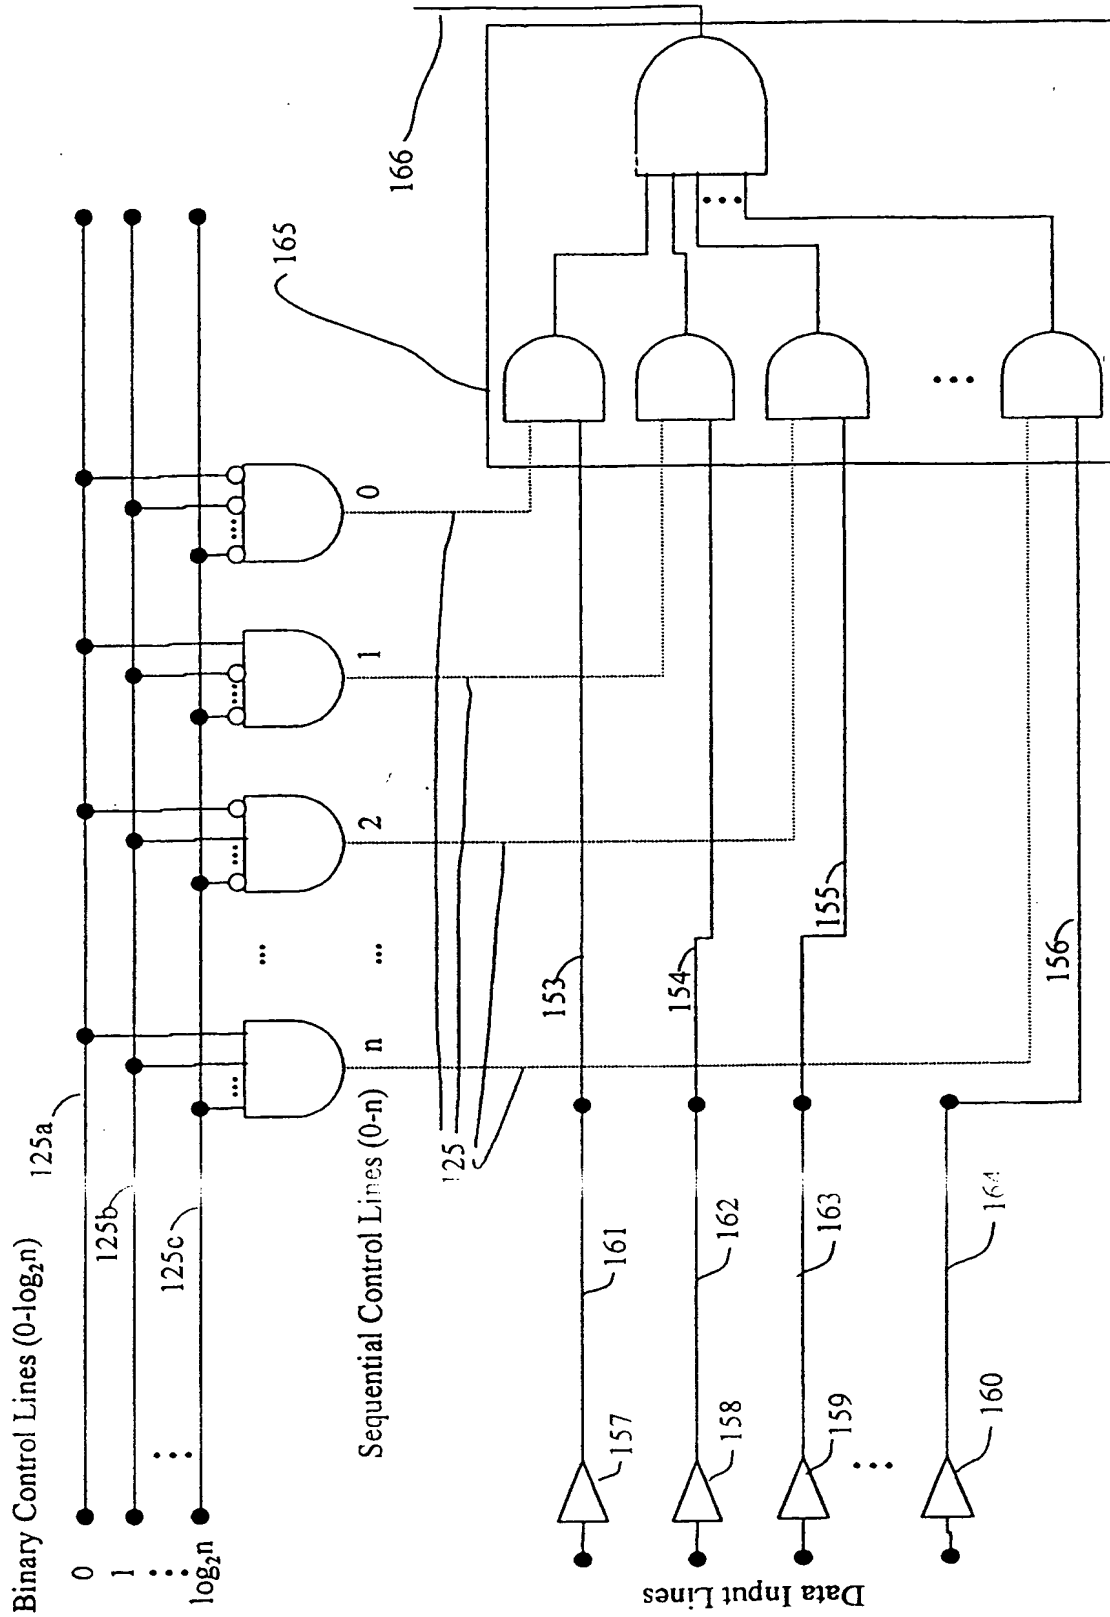 Binary Control Lines (0-log₂n)
0
1
log₂n
125a
125b
125c
n
...
2
1
0
Sequential Control Lines (0-n)
125
165
166
153
154
155
156
161
162
163
164
157
158
159
160
Data Input Lines